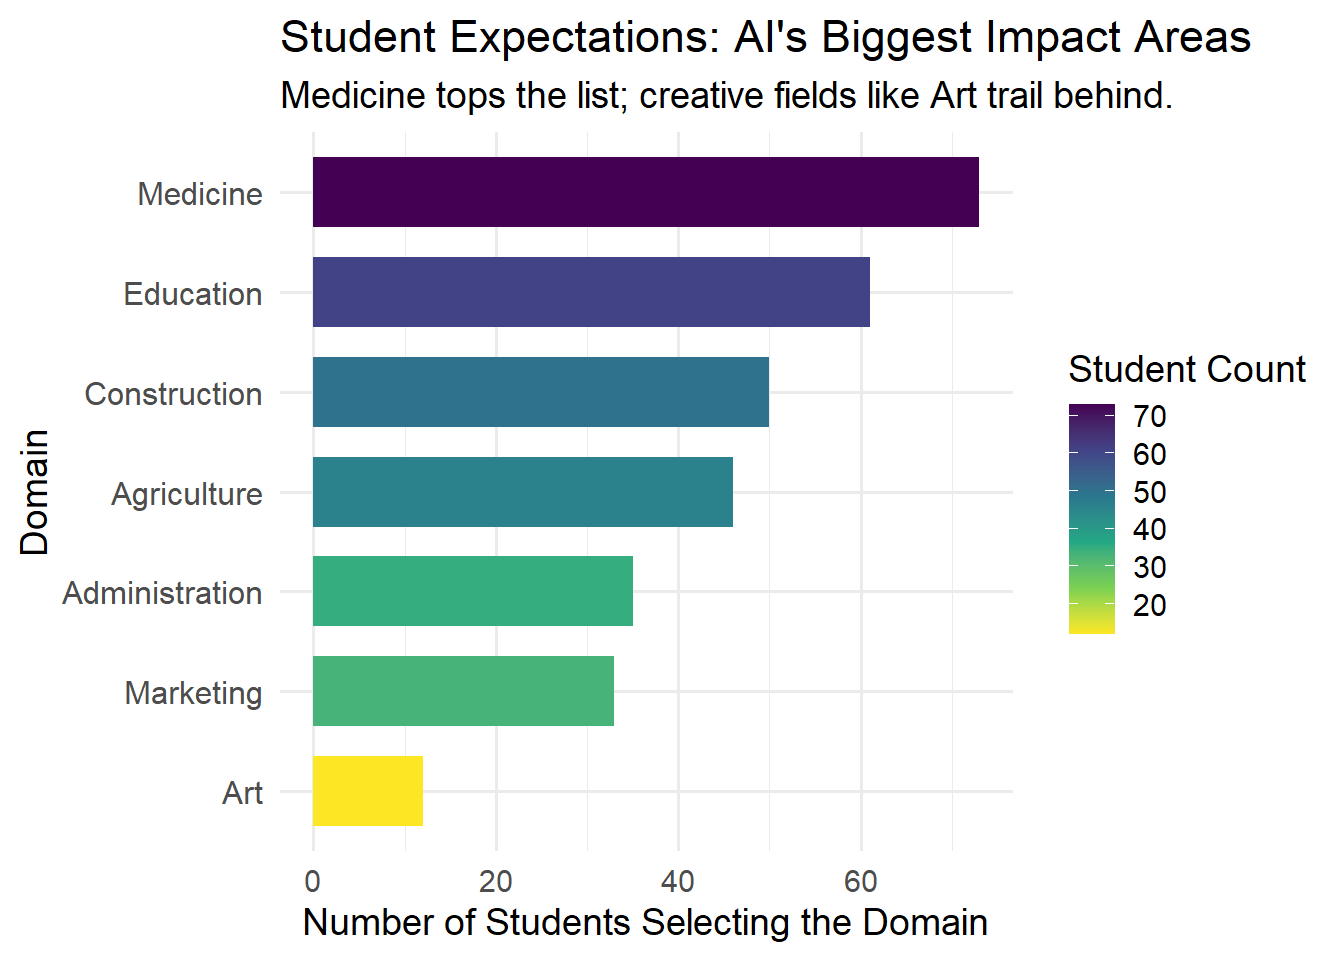 Student Expectations: AI's Biggest Impact Areas
Medicine tops the list; creative fields like Art trail behind.
Medicine
Education
Construction
Agriculture
Administration
Marketing
Art
Domain
0 20 40 60
Number of Students Selecting the Domain
Student Count
70
60
50
40
30
20